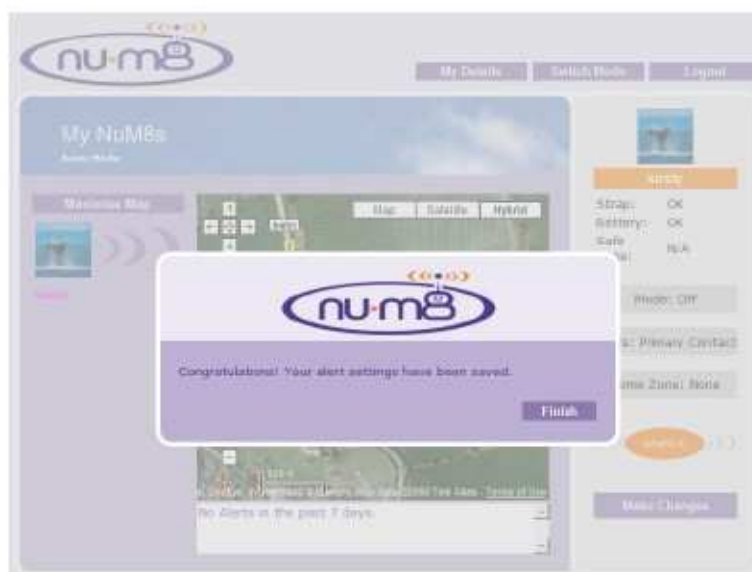 nu·m8
My Details
Switch Mode
Logout
My NuM8s
Maximise Map
Map
Satellite
Hybrid
Strap: OK
Battery: OK
Safe
N/A
Mode: Off
nu·m8
Congratulations! Your alert settings have been saved.
: Primary Contact
Zone: None
Finish
No Alerts in the past 7 days.
Make Changes